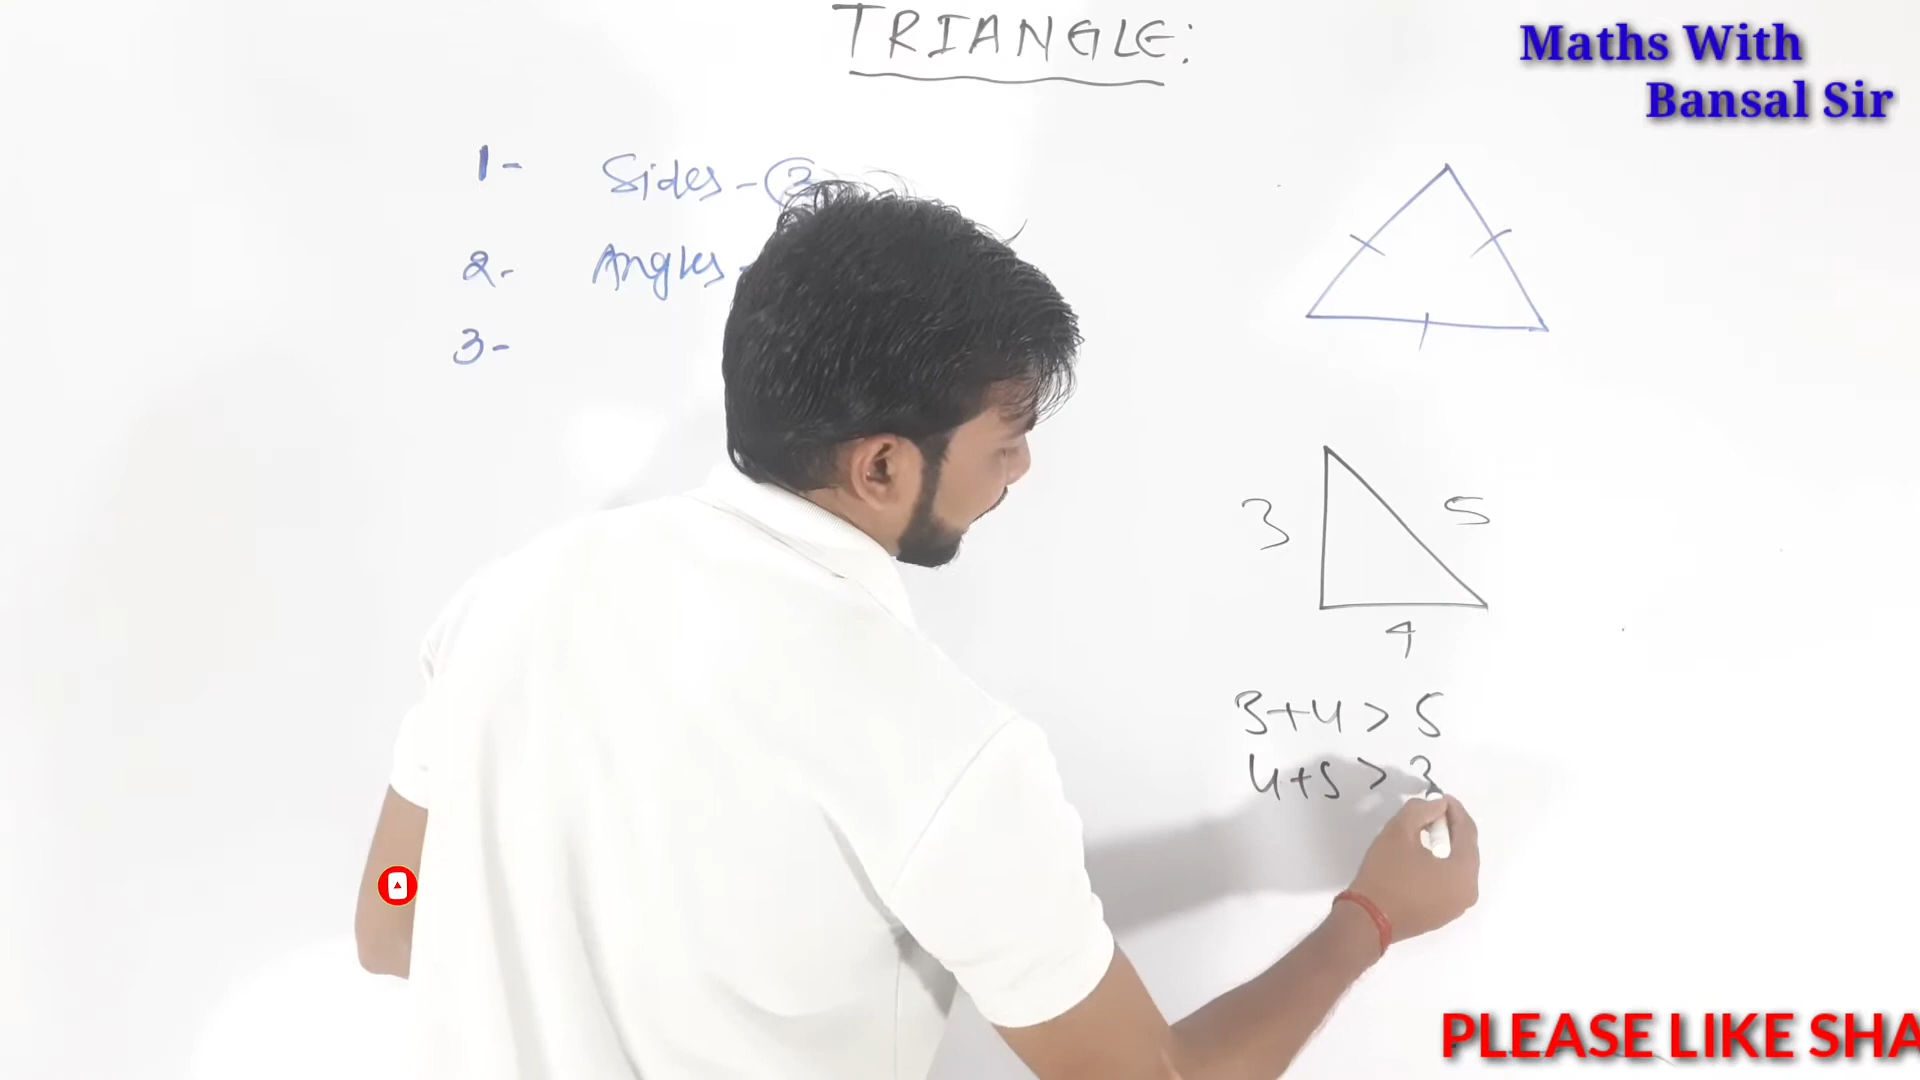 TRIANGLE:
Maths With
Bansal Sir
1- Sides - 3
2- Angles -
3-
3
5
4
3+4 > 5
4+5 > 3
PLEASE LIKE SHA